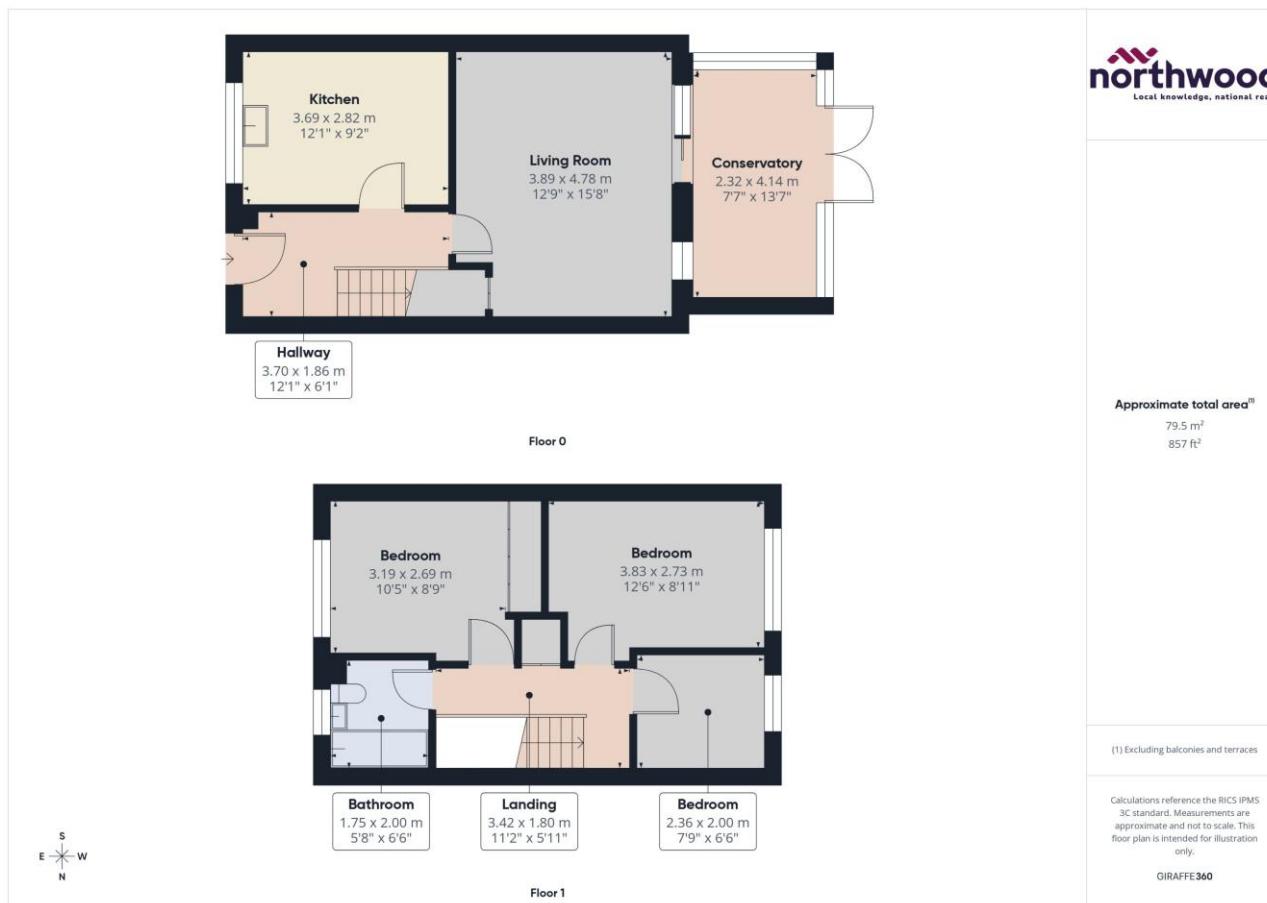 Kitchen
3.69 x 2.82 m
12'1" x 9'2"
Living Room
3.89 x 4.78 m
12'9" x 15'8"
Conservatory
2.32 x 4.14 m
7'7" x 13'7"
Hallway
3.70 x 1.86 m
12'1" x 6'1"
Floor 0
Bedroom
3.19 x 2.69 m
10'5" x 8'9"
Bedroom
3.83 x 2.73 m
12'6" x 8'11"
Bathroom
1.75 x 2.00 m
5'8" x 6'6"
Landing
3.42 x 1.80 m
11'2" x 5'11"
Bedroom
2.36 x 2.00 m
7'9" x 6'6"
Floor 1
S
E W
N
northwood
Local knowledge, national
Approximate total area(1)
79.5 m²
857 ft²
(1) Excluding balconies and terraces
Calculations reference the RICS IPMS
3C standard. Measurements are
approximate and not to scale. This
floor plan is intended for illustration
only.
GIRAFFE360